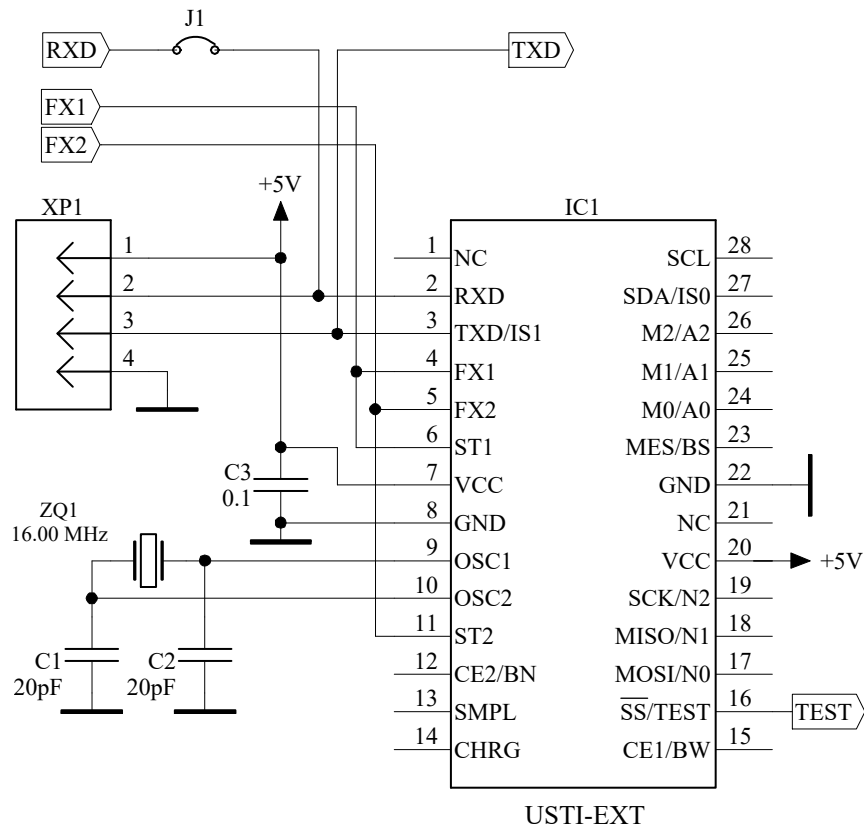 J1
RXD
TXD
FX1
FX2
+5V
XP1
IC1
1
2
3
4
1 NC
2 RXD
3 TXD/IS1
4 FX1
5 FX2
6 ST1
7 VCC
8 GND
9 OSC1
10 OSC2
11 ST2
12 CE2/BN
13 SMPL
14 CHRG
SCL 28
SDA/IS0 27
M2/A2 26
M1/A1 25
M0/A0 24
MES/BS 23
GND 22
NC 21
VCC 20
+5V
SCK/N2 19
MISO/N1 18
MOSI/N0 17
SS/TEST 16
TEST
CE1/BW 15
C3
0.1
ZQ1
16.00 MHz
C1
20pF
C2
20pF
USTI-EXT